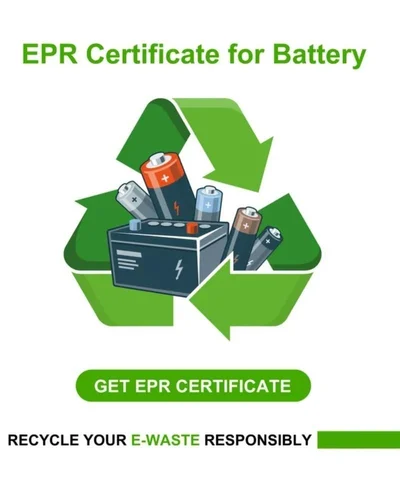 EPR Certificate for Battery
GET EPR CERTIFICATE
RECYCLE YOUR E-WASTE RESPONSIBLY